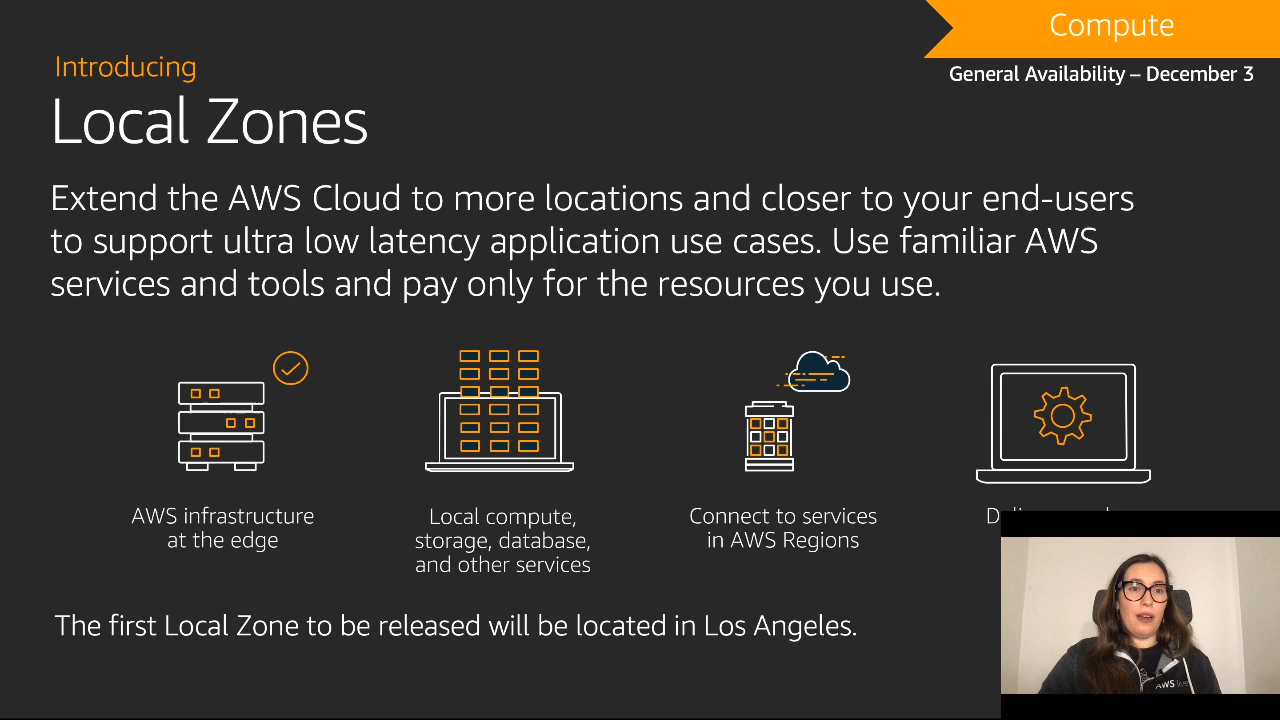 Compute
General Availability – December 3
Introducing
Local Zones
Extend the AWS Cloud to more locations and closer to your end-users
to support ultra low latency application use cases. Use familiar AWS
services and tools and pay only for the resources you use.
AWS infrastructure
at the edge
Local compute,
storage, database,
and other services
Connect to services
in AWS Regions
The first Local Zone to be released will be located in Los Angeles.
AWS live